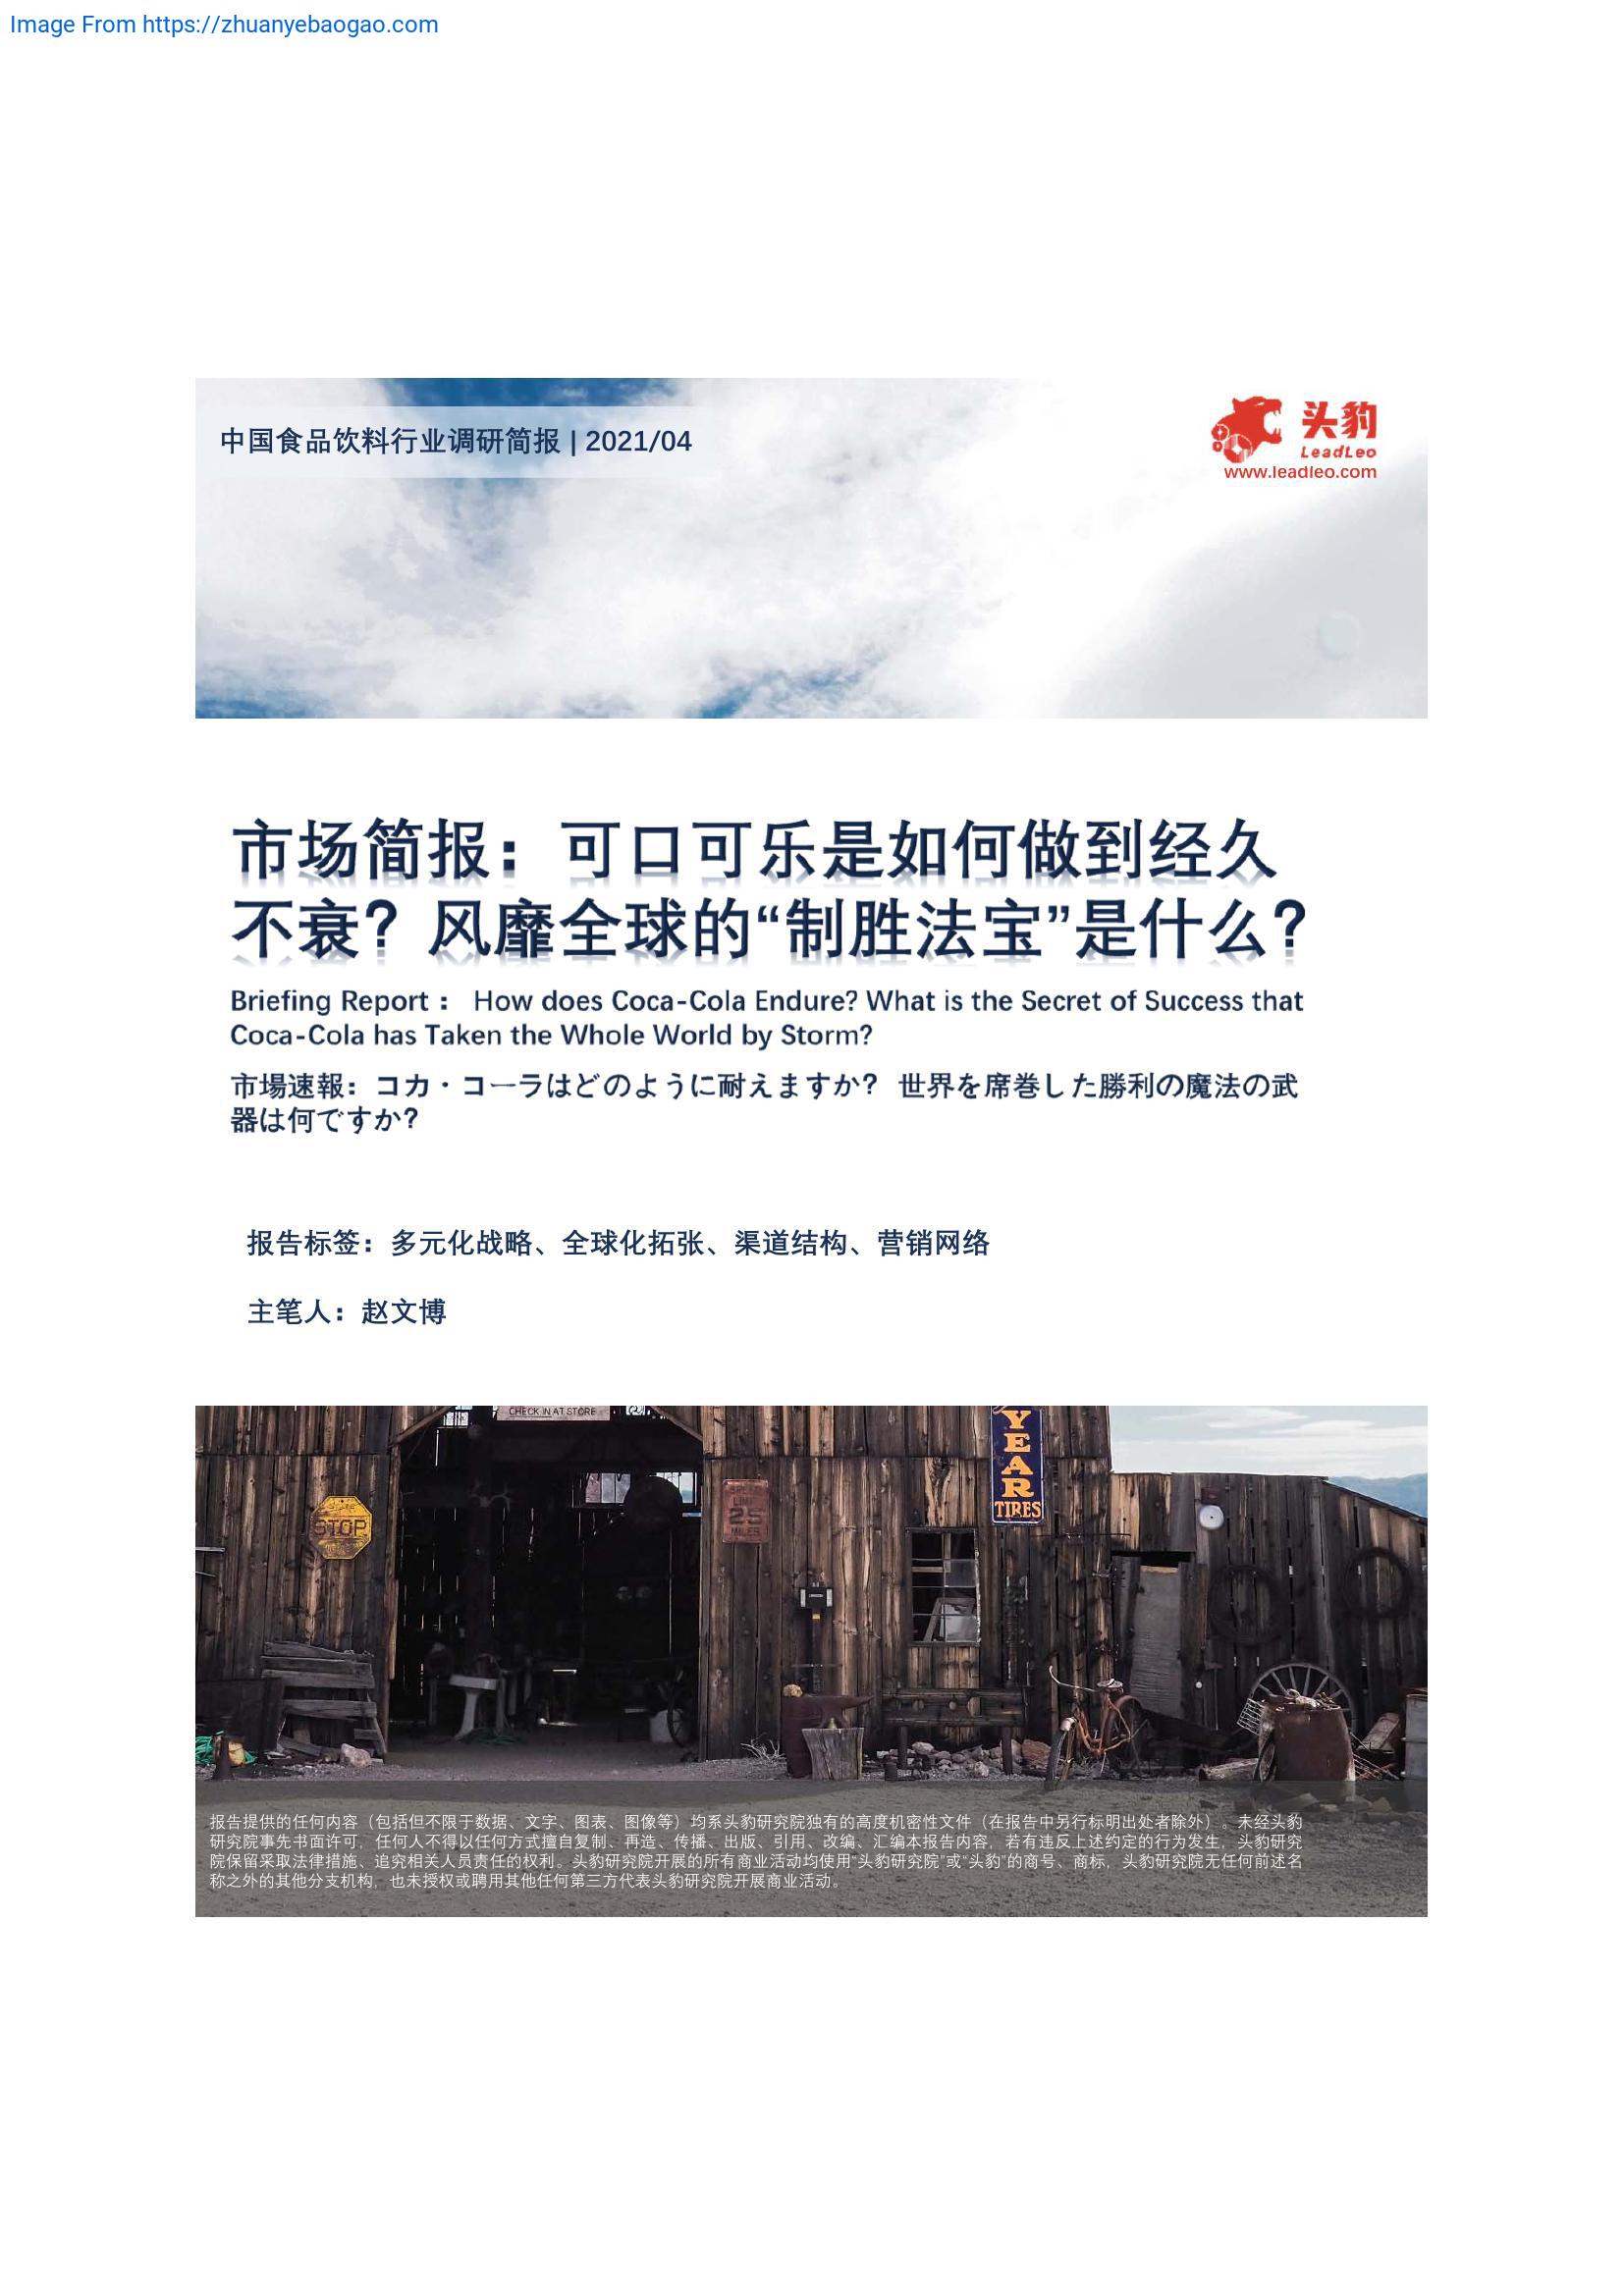 Image From https://zhuanyebaogao.com
中国食品饮料行业调研简报 | 2021/04
头豹
LeadLeo
www.leadleo.com
市场简报：可口可乐是如何做到经久
不衰？风靡全球的“制胜法宝”是什么？
Briefing Report： How does Coca-Cola Endure? What is the Secret of Success that
Coca-Cola has Taken the Whole World by Storm?
市場速報：コカ・コーラはどのように耐えますか？ 世界を席巻した勝利の魔法の武
器は何ですか？
报告标签：多元化战略、全球化拓张、渠道结构、营销网络
主笔人：赵文博
CHECK IN AT STORE
YEAR
TIRES
STOP
SPEED
LIMIT
25
MILES
报告提供的任何内容（包括但不限于数据、文字、图表、图像等）均系头豹研究院独有的高度机密性文件（在报告中另行标明出处者除外）。未经头豹
研究院事先书面许可，任何人不得以任何方式擅自复制、再造、传播、出版、引用、改编、汇编本报告内容，若有违反上述约定的行为发生，头豹研究
院保留采取法律措施、追究相关人员责任的权利。头豹研究院开展的所有商业活动均使用“头豹研究院”或“头豹”的商号、商标，头豹研究院无任何前述名
称之外的其他分支机构，也未授权或聘用其他任何第三方代表头豹研究院开展商业活动。